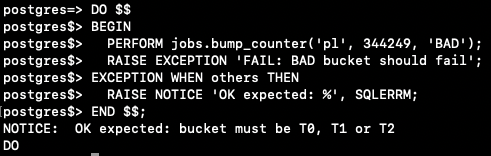 postgres=> DO $$
postgres$> BEGIN
postgres$>   PERFORM jobs.bump_counter('pl', 344249, 'BAD');
postgres$>   RAISE EXCEPTION 'FAIL: BAD bucket should fail';
postgres$> EXCEPTION WHEN others THEN
postgres$>   RAISE NOTICE 'OK expected: %', SQLERRM;
postgres$> END $$;
NOTICE:  OK expected: bucket must be T0, T1 or T2
DO